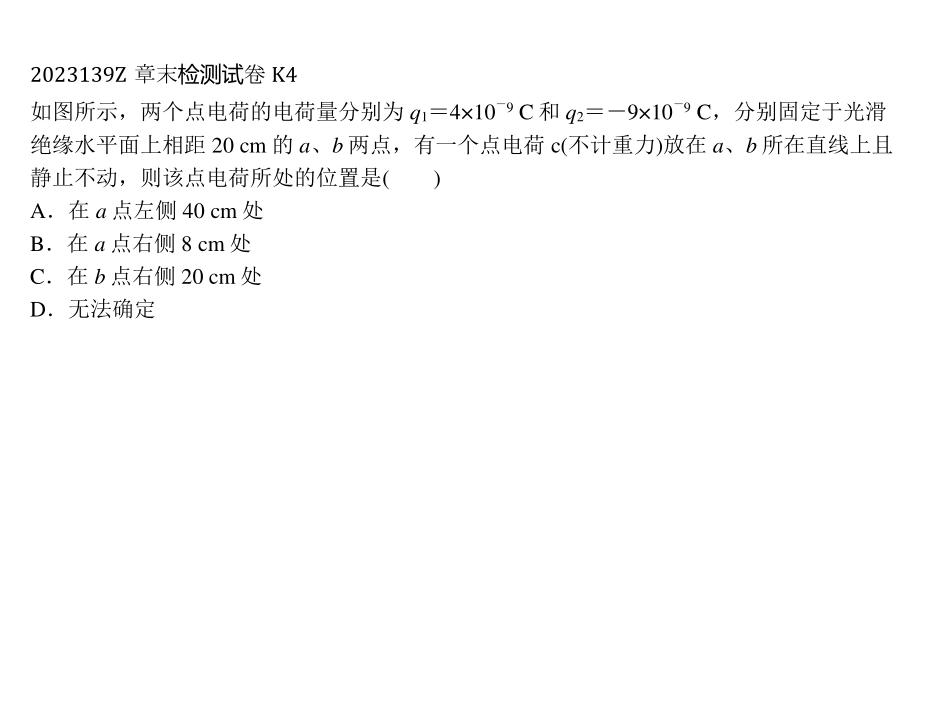 2023139Z 章末检测试卷 K4
如图所示，两个点电荷的电荷量分别为 q₁＝4×10⁻⁹ C 和 q₂＝－9×10⁻⁹ C，分别固定于光滑
绝缘水平面上相距 20 cm 的 a、b 两点，有一个点电荷 c(不计重力)放在 a、b 所在直线上且
静止不动，则该点电荷所处的位置是(　　)
A．在 a 点左侧 40 cm 处
B．在 a 点右侧 8 cm 处
C．在 b 点右侧 20 cm 处
D．无法确定